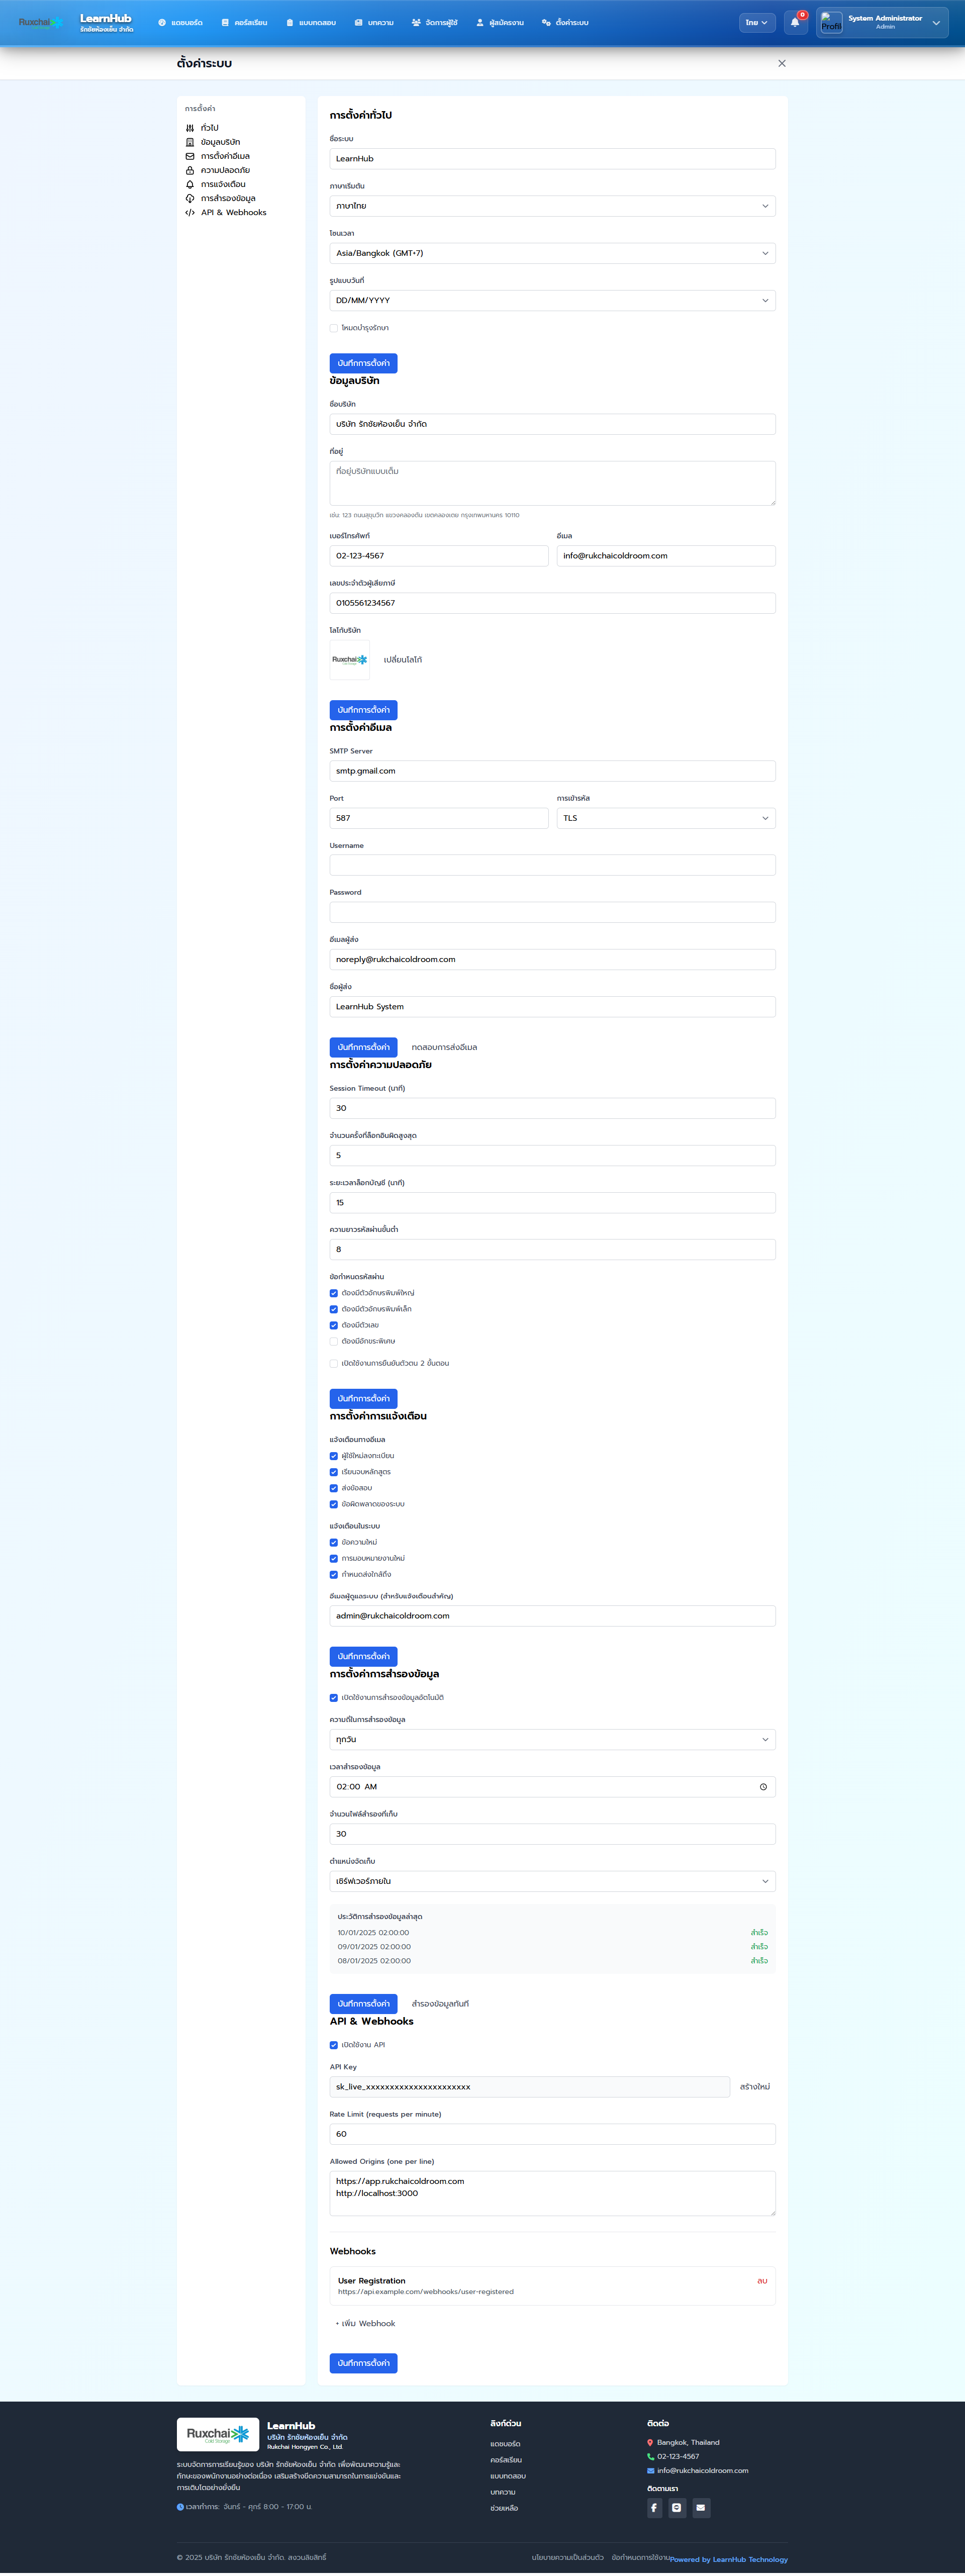 Ruxchai
LearnHub
บริษัท รักชัยห้องเย็น จำกัด
แดชบอร์ด
คอร์สเรียน
แบบทดสอบ
บทความ
จัดการผู้ใช้
ผู้สมัครงาน
ตั้งค่าระบบ
ไทย
0
Profil
System Administrator
Admin
ตั้งค่าระบบ
การตั้งค่า
ทั่วไป
ข้อมูลบริษัท
การตั้งค่าอีเมล
ความปลอดภัย
การแจ้งเตือน
การสำรองข้อมูล
API & Webhooks
การตั้งค่าทั่วไป
ชื่อระบบ
LearnHub
ภาษาเริ่มต้น
ภาษาไทย
โซนเวลา
Asia/Bangkok (GMT+7)
รูปแบบวันที่
DD/MM/YYYY
โหมดบำรุงรักษา
บันทึกการตั้งค่า
ข้อมูลบริษัท
ชื่อบริษัท
บริษัท รักชัยห้องเย็น จำกัด
ที่อยู่
ที่อยู่บริษัทแบบเต็ม
เช่น: 123 ถนนสุขุมวิท แขวงคลองตัน เขตคลองเตย กรุงเทพมหานคร 10110
เบอร์โทรศัพท์
อีเมล
02-123-4567
info@rukchaicoldroom.com
เลขประจำตัวผู้เสียภาษี
0105561234567
โลโก้บริษัท
Ruxchai
เปลี่ยนโลโก้
บันทึกการตั้งค่า
การตั้งค่าอีเมล
SMTP Server
smtp.gmail.com
Port
การเข้ารหัส
587
TLS
Username
Password
อีเมลผู้ส่ง
noreply@rukchaicoldroom.com
ชื่อผู้ส่ง
LearnHub System
บันทึกการตั้งค่า
ทดสอบการส่งอีเมล
การตั้งค่าความปลอดภัย
Session Timeout (นาที)
30
จำนวนครั้งที่ล็อกอินผิดสูงสุด
5
ระยะเวลาล็อกบัญชี (นาที)
15
ความยาวรหัสผ่านขั้นต่ำ
8
ข้อกำหนดรหัสผ่าน
ต้องมีตัวอักษรพิมพ์ใหญ่
ต้องมีตัวอักษรพิมพ์เล็ก
ต้องมีตัวเลข
ต้องมีอักขระพิเศษ
เปิดใช้งานการยืนยันตัวตน 2 ขั้นตอน
บันทึกการตั้งค่า
การตั้งค่าการแจ้งเตือน
แจ้งเตือนทางอีเมล
ผู้ใช้ใหม่ลงทะเบียน
เรียนจบหลักสูตร
ส่งข้อสอบ
ข้อผิดพลาดของระบบ
แจ้งเตือนในระบบ
ข้อความใหม่
การมอบหมายงานใหม่
กำหนดส่งใกล้ถึง
อีเมลผู้ดูแลระบบ (สำหรับแจ้งเตือนสำคัญ)
admin@rukchaicoldroom.com
บันทึกการตั้งค่า
การตั้งค่าการสำรองข้อมูล
เปิดใช้งานการสำรองข้อมูลอัตโนมัติ
ความถี่ในการสำรองข้อมูล
ทุกวัน
เวลาสำรองข้อมูล
02:00 AM
จำนวนไฟล์สำรองที่เก็บ
30
ตำแหน่งจัดเก็บ
เซิร์ฟเวอร์ภายใน
ประวัติการสำรองข้อมูลล่าสุด
10/01/2025 02:00:00 สำเร็จ
09/01/2025 02:00:00 สำเร็จ
08/01/2025 02:00:00 สำเร็จ
บันทึกการตั้งค่า
สำรองข้อมูลทันที
API & Webhooks
เปิดใช้งาน API
API Key
sk_live_xxxxxxxxxxxxxxxxxxxxxx
สร้างใหม่
Rate Limit (requests per minute)
60
Allowed Origins (one per line)
https://app.rukchaicoldroom.com
http://localhost:3000
Webhooks
User Registration
ลบ
https://api.example.com/webhooks/user-registered
+ เพิ่ม Webhook
บันทึกการตั้งค่า
Ruxchai
Cold Storage
LearnHub
บริษัท รักชัยห้องเย็น จำกัด
Rukchai Hongyen Co., Ltd.
ระบบจัดการการเรียนรู้ของ บริษัท รักชัยห้องเย็น จำกัด เพื่อพัฒนาความรู้และ
ทักษะของพนักงานอย่างต่อเนื่อง เสริมสร้างขีดความสามารถในการแข่งขันและ
การเติบโตอย่างยั่งยืน
เวลาทำการ: จันทร์ - ศุกร์ 8:00 - 17:00 น.
ลิงก์ด่วน
แดชบอร์ด
คอร์สเรียน
แบบทดสอบ
บทความ
ช่วยเหลือ
ติดต่อ
Bangkok, Thailand
02-123-4567
info@rukchaicoldroom.com
ติดตามเรา
© 2025 บริษัท รักชัยห้องเย็น จำกัด. สงวนลิขสิทธิ์
นโยบายความเป็นส่วนตัว
ข้อกำหนดการใช้งาน
Powered by LearnHub Technology